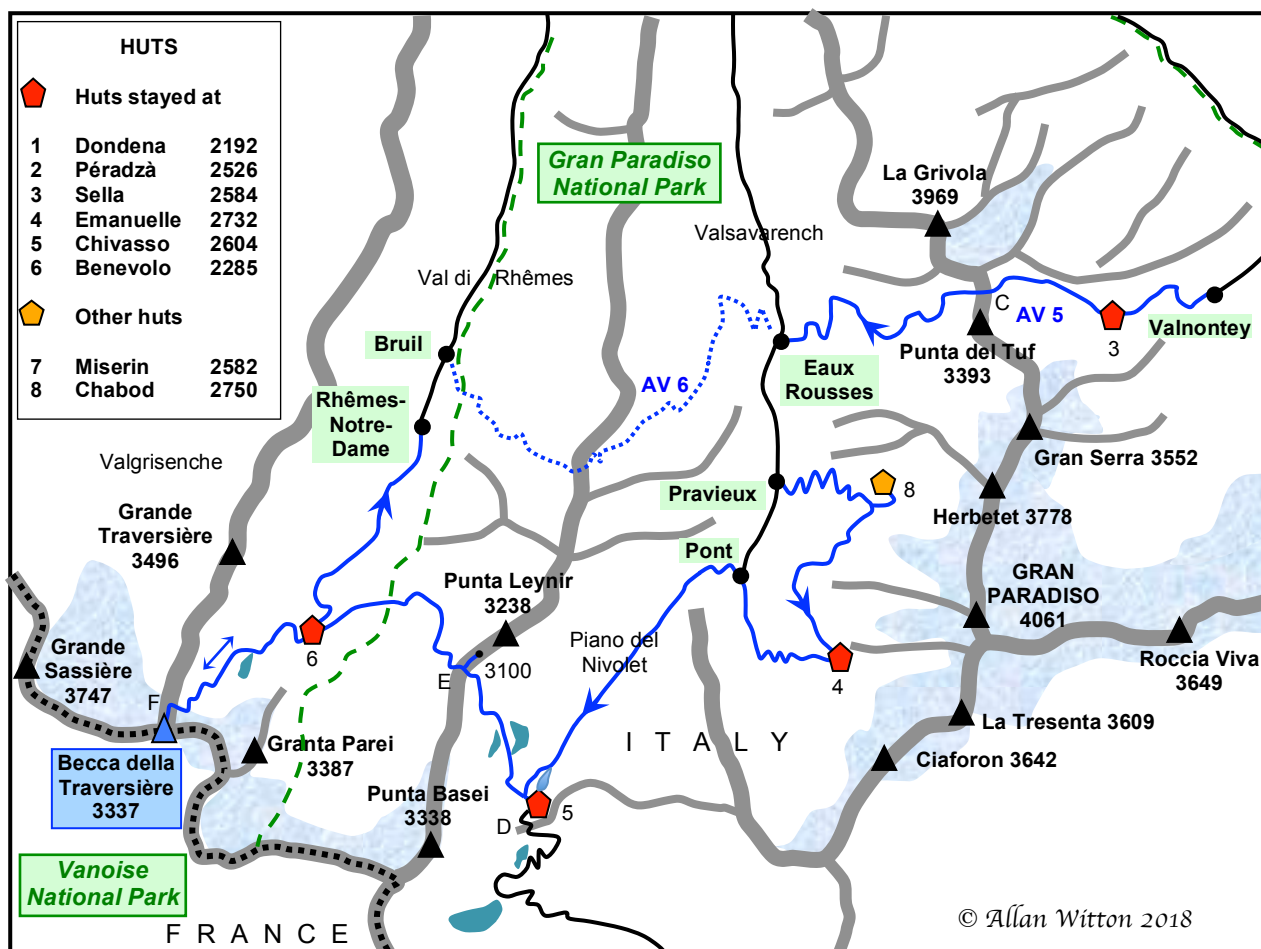 HUTS
Huts stayed at
1 Dondena 2192
2 Péradzà 2526
3 Sella 2584
4 Emanuelle 2732
5 Chivasso 2604
6 Benevolo 2285
Other huts
7 Miserin 2582
8 Chabod 2750
Gran Paradiso
National Park
La Grivola
3969
Valsavarench
Val di Rhêmes
C
AV 5
3
Valnontey
Punta del Tuf
3393
Bruil
Eaux
Rousses
AV 6
Rhêmes-
Notre-
Dame
Gran Serra 3552
Valgrisenche
Pravieux
8
Herbetet 3778
Grande
Traversière
3496
Pont
GRAN
PARADISO
4061
Punta Leynir
3238
Piano del
Nivolet
Roccia Viva
3649
Grande
Sassière
3747
6
3100
E
4
F
La Tresenta 3609
ITALY
Ciaforon 3642
Becca della
Traversière
3337
Granta Parei
3387
Punta Basei
3338
D
5
Vanoise
National Park
FRANCE
© Allan Witton 2018